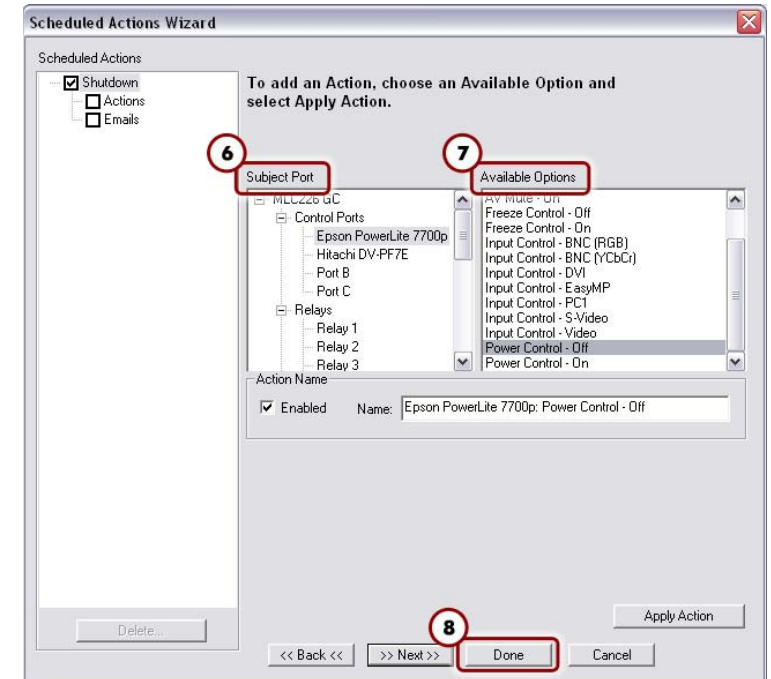 Scheduled Actions Wizard
Scheduled Actions
Shutdown
Actions
Emails
To add an Action, choose an Available Option and
select Apply Action.
6
7
Subject Port
Available Options
MLC226 GC
Control Ports
Epson PowerLite 7700p
Hitachi DV-PF7E
Port B
Port C
Relays
Relay 1
Relay 2
Relay 3
AV Mute - On
Freeze Control - Off
Freeze Control - On
Input Control - BNC (RGB)
Input Control - BNC (YCbCr)
Input Control - DVI
Input Control - EasyMP
Input Control - PC1
Input Control - S-Video
Input Control - Video
Power Control - Off
Power Control - On
Action Name
Enabled
Name: Epson PowerLite 7700p: Power Control - Off
Apply Action
Delete...
8
<< Back <<
>> Next >>
Done
Cancel